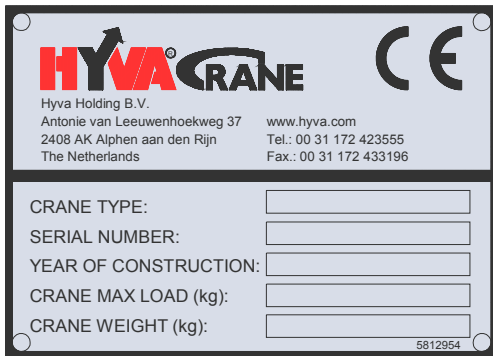 HYVA® CRANE
CE
Hyva Holding B.V.
Antonie van Leeuwenhoekweg 37
2408 AK Alphen aan den Rijn
The Netherlands
www.hyva.com
Tel.: 00 31 172 423555
Fax.: 00 31 172 433196
CRANE TYPE:
SERIAL NUMBER:
YEAR OF CONSTRUCTION:
CRANE MAX LOAD (kg):
CRANE WEIGHT (kg):
5812954